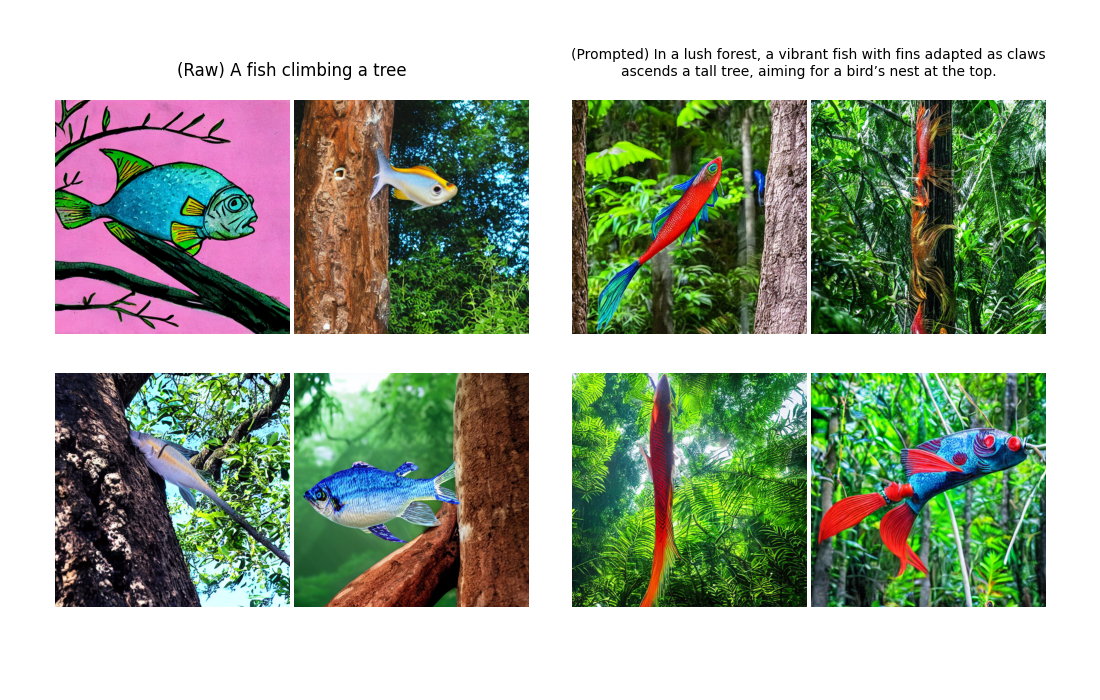 (Raw) A fish climbing a tree
(Prompted) In a lush forest, a vibrant fish with fins adapted as claws
ascends a tall tree, aiming for a bird’s nest at the top.